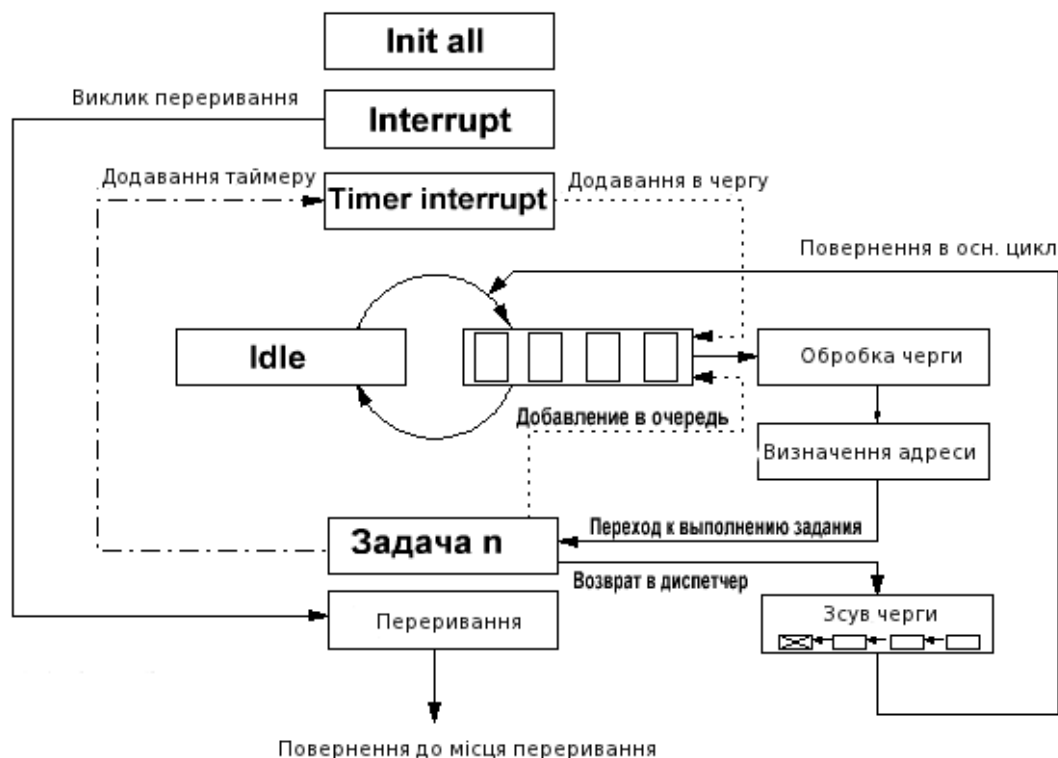 Init all
Виклик переривання
Interrupt
Додавання таймеру
Timer interrupt
Додавання в чергу
Повернення в осн. цикл
Idle
Обробка черги
Добавление в очередь
Визначення адреси
Задача n
Переход к выполнению задания
Возврат в диспетчер
Переривання
Зсув черги
Повернення до місця переривання